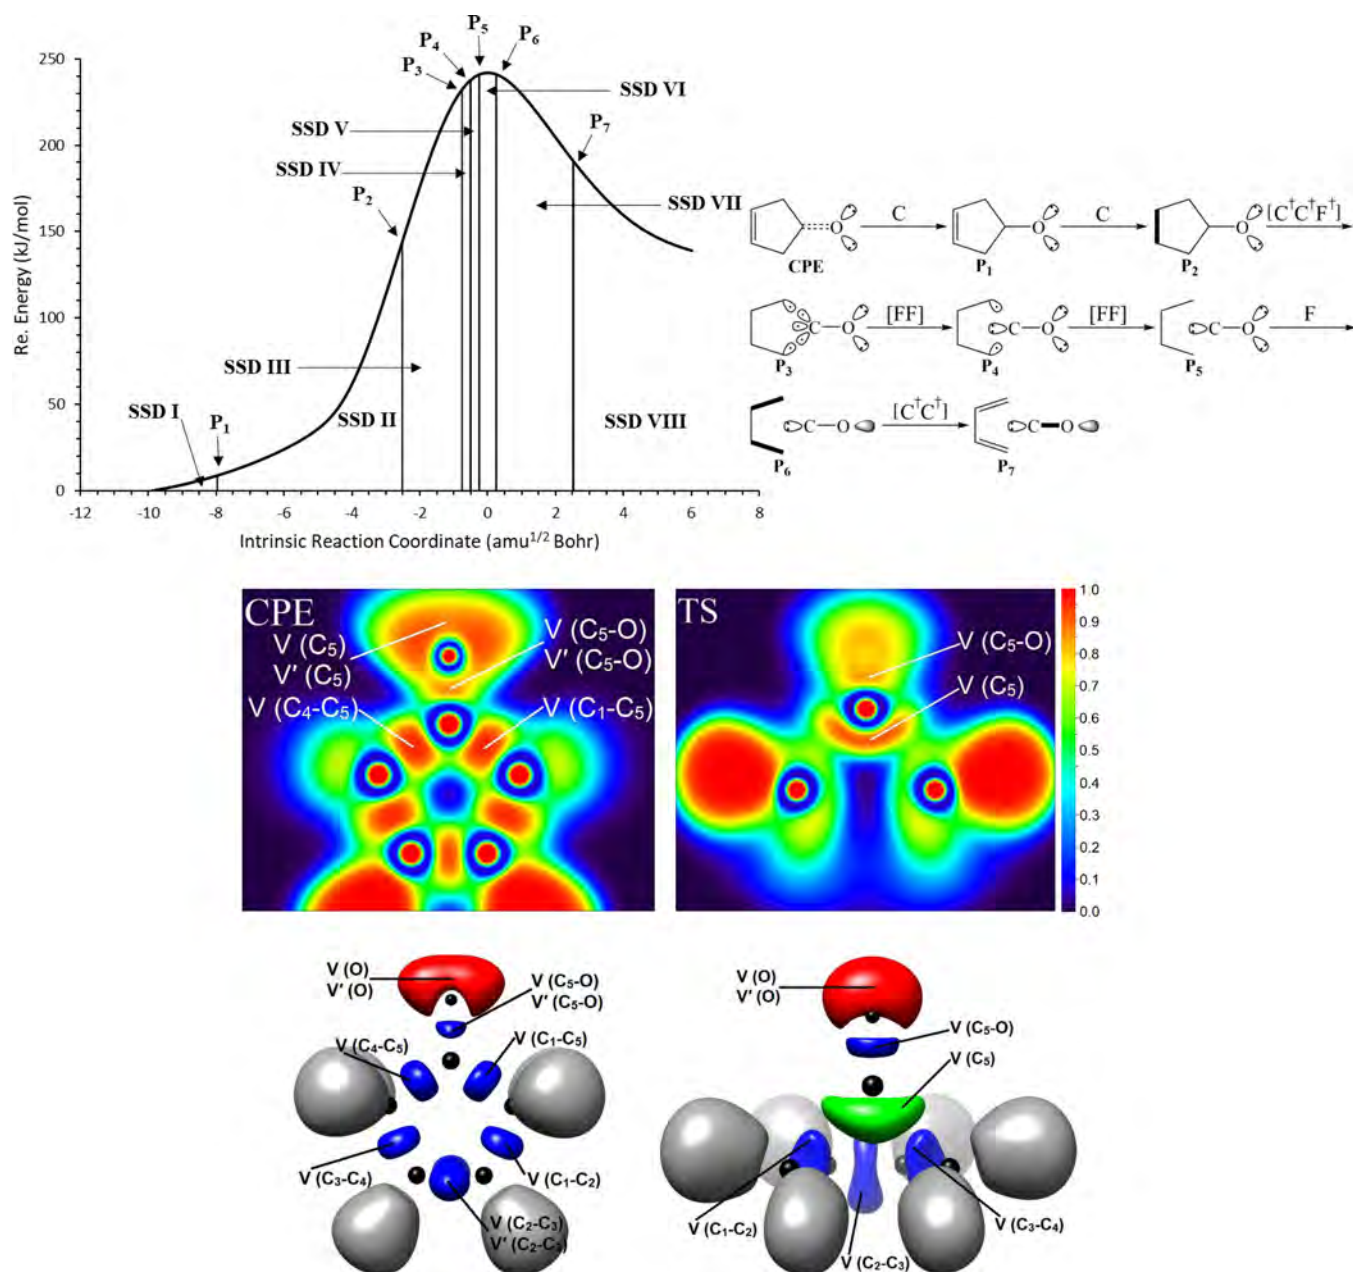 P5
P4
P6
P3
250
SSD VI
SSD V
P7
200
SSD IV
P2
SSD VII
150
Re. Energy (kJ/mol)
100
SSD III
SSD I
SSD II
SSD VIII
50
P1
0
-12 -10 -8 -6 -4 -2 0 2 4 6 8
Intrinsic Reaction Coordinate (amu1/2 Bohr)
C C [C†C†F†]
O O O
CPE P1 P2
[FF] [FF] F
C–O C–O C–O
P3 P4 P5
[C†C†]
C–O C–O
P6 P7
CPE
V (C5)
V' (C5)
V (C5-O)
V' (C5-O)
V (C4-C5)
V (C1-C5)
TS
V (C5-O)
V (C5)
1.0
0.9
0.8
0.7
0.6
0.5
0.4
0.3
0.2
0.1
0.0
V (O)
V' (O)
V (C5-O)
V' (C5-O)
V (C4-C5)
V (C1-C5)
V (C3-C4)
V (C1-C2)
V (C2-C3)
V' (C2-C3)
V (O)
V' (O)
V (C5-O)
V (C5)
V (C1-C2)
V (C3-C4)
V (C2-C3)